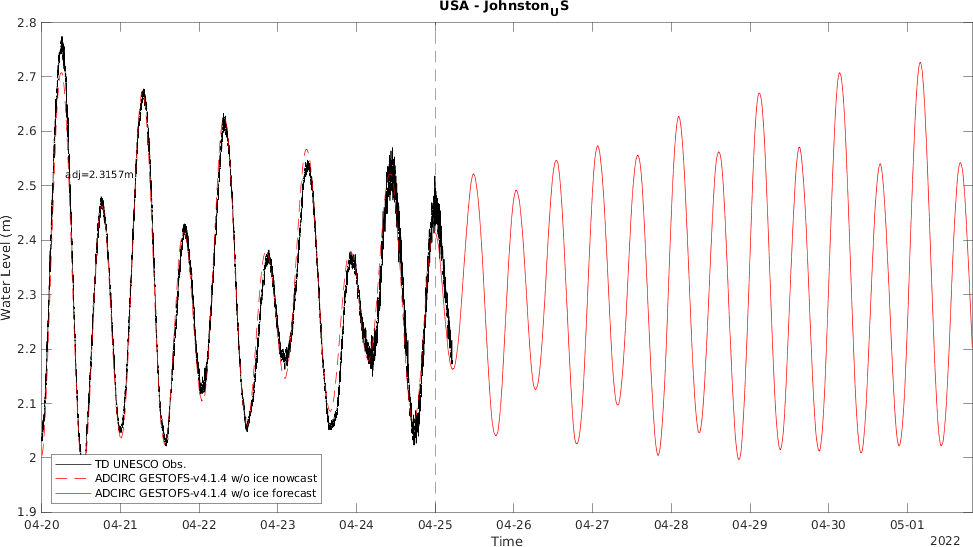 USA - Johnston_US
2.8
2.7
2.6
2.5
2.4
2.3
2.2
2.1
2
1.9
Water Level (m)
adj=2.3157m
TD UNESCO Obs.
ADCIRC GESTOFS-v4.1.4 w/o ice nowcast
ADCIRC GESTOFS-v4.1.4 w/o ice forecast
04-20 04-21 04-22 04-23 04-24 04-25 04-26 04-27 04-28 04-29 04-30 05-01
Time
2022